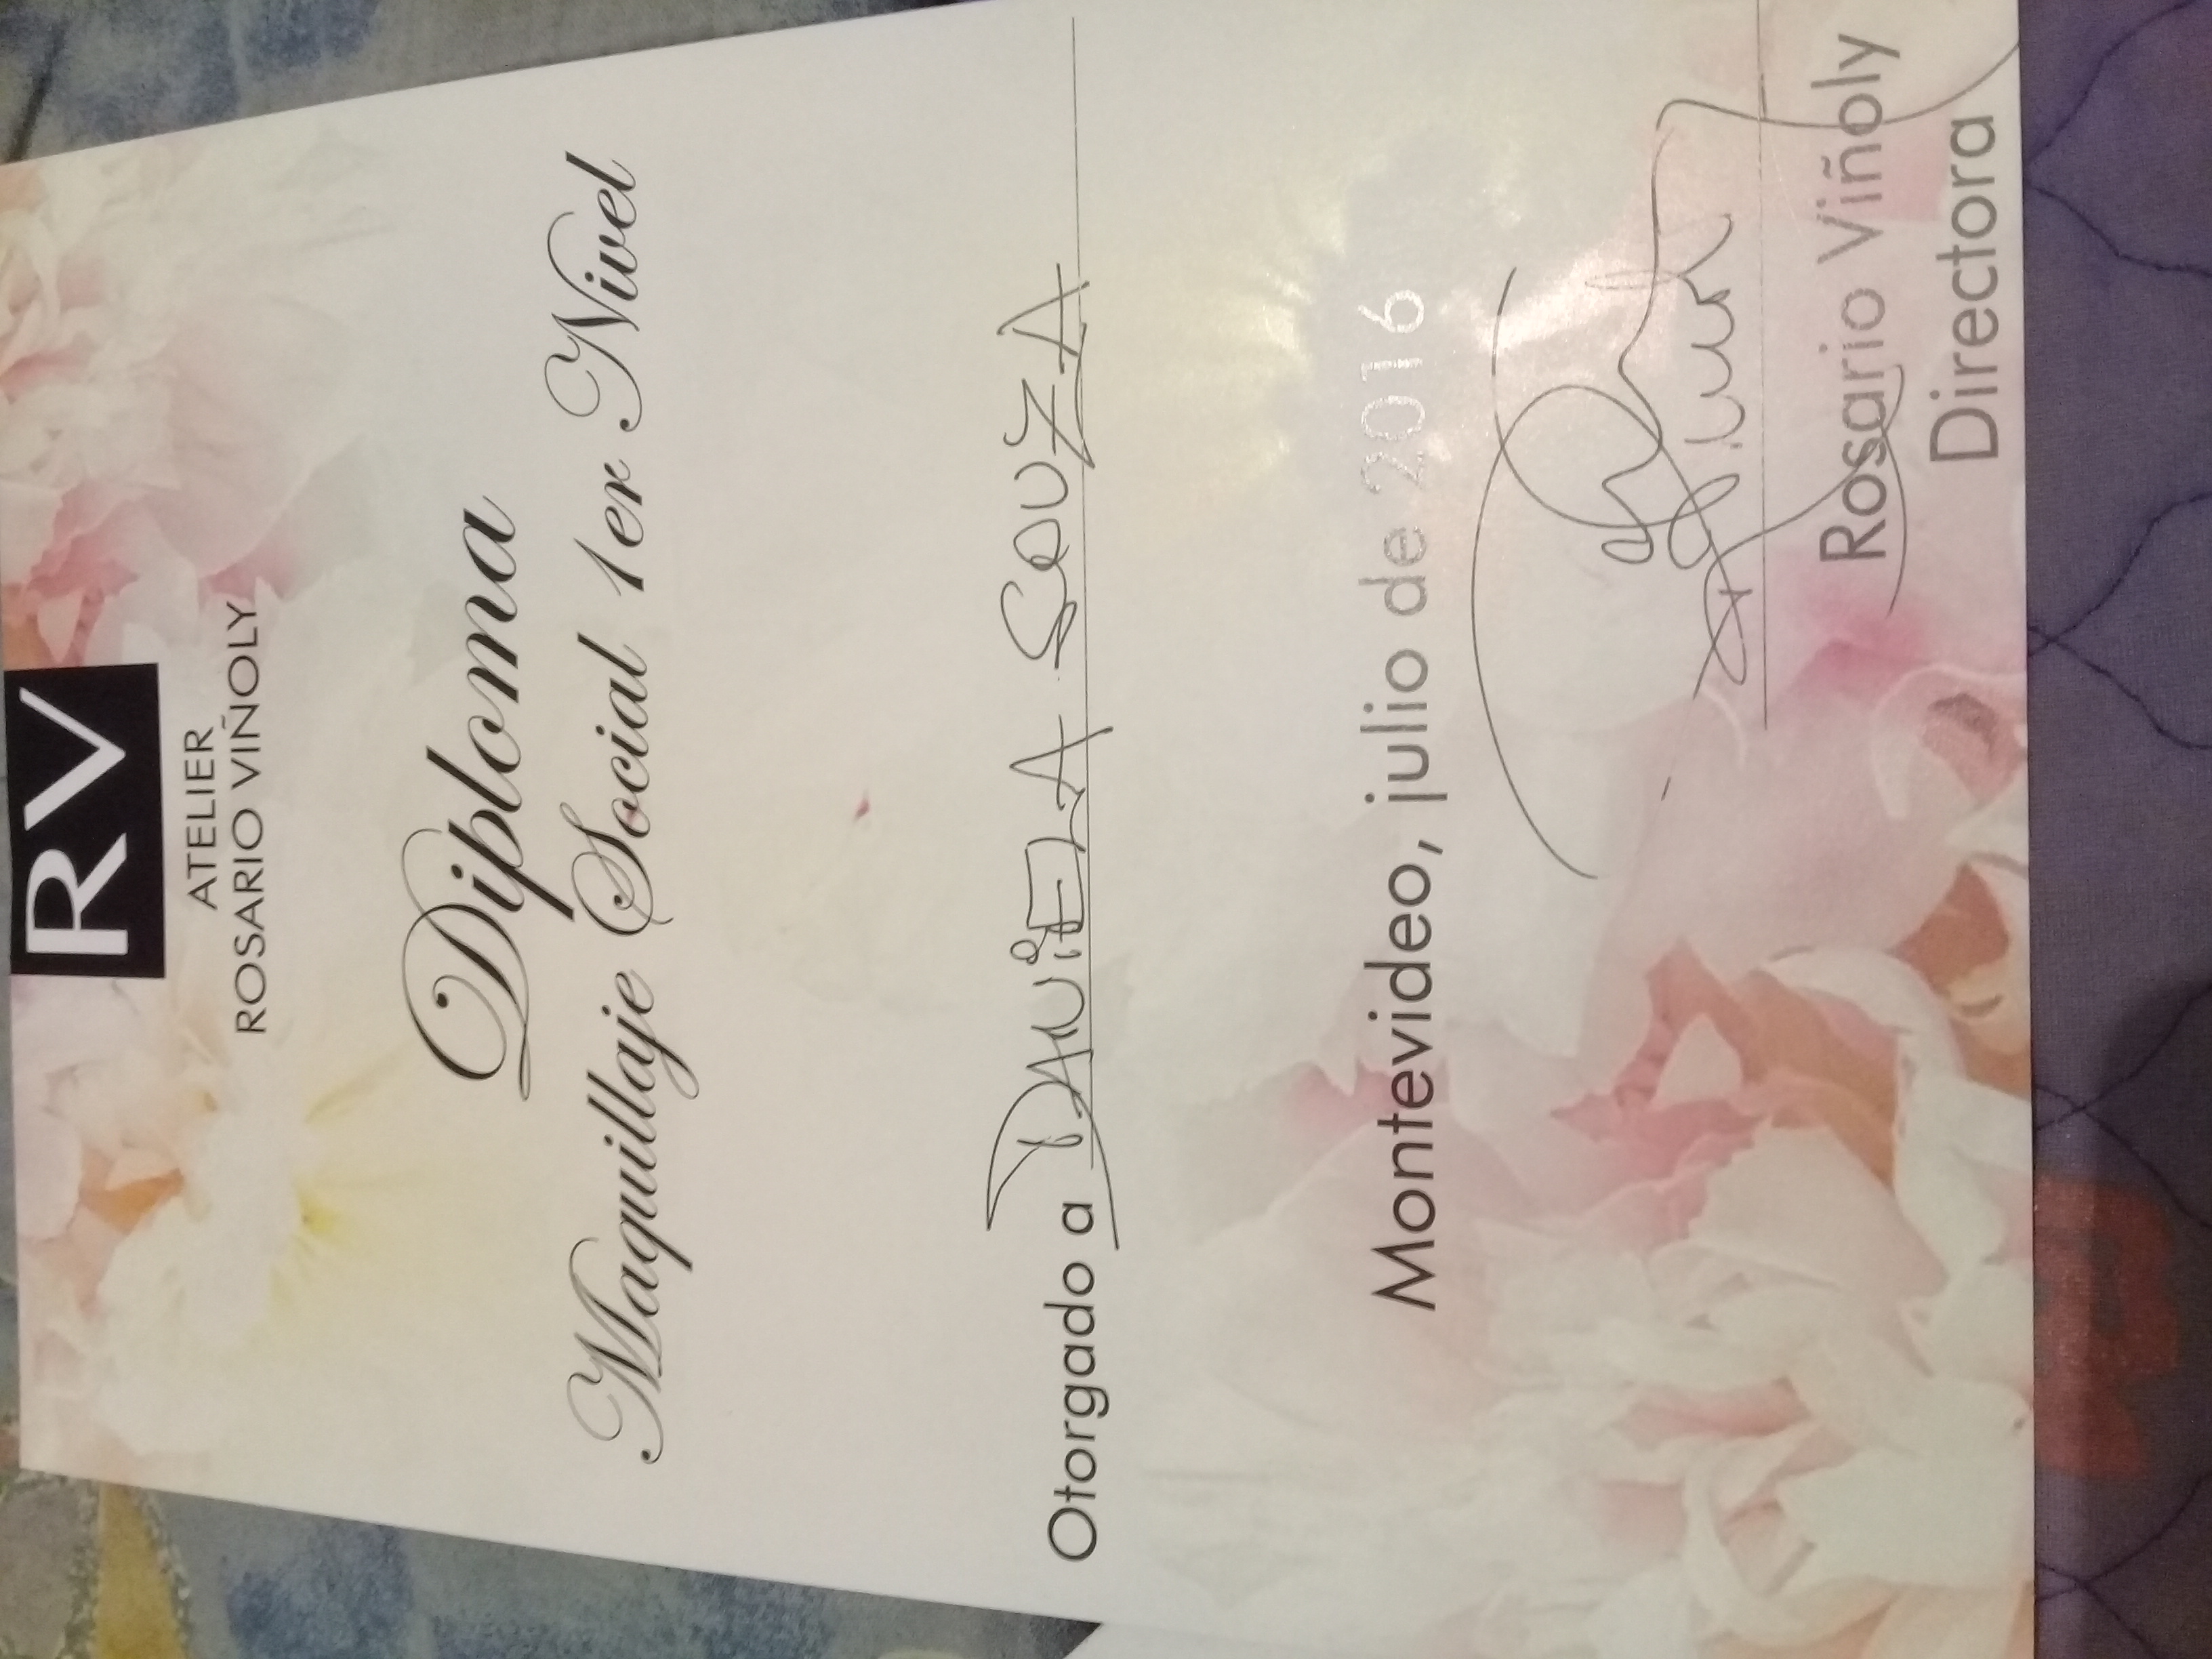 RV
ATELIER
ROSARIO VIÑOLY
Diploma
Maquillaje Social 1er Nivel
Otorgado a DANiELA SOUZA
Montevideo, julio de 2016
Rosario Viñoly
Directora